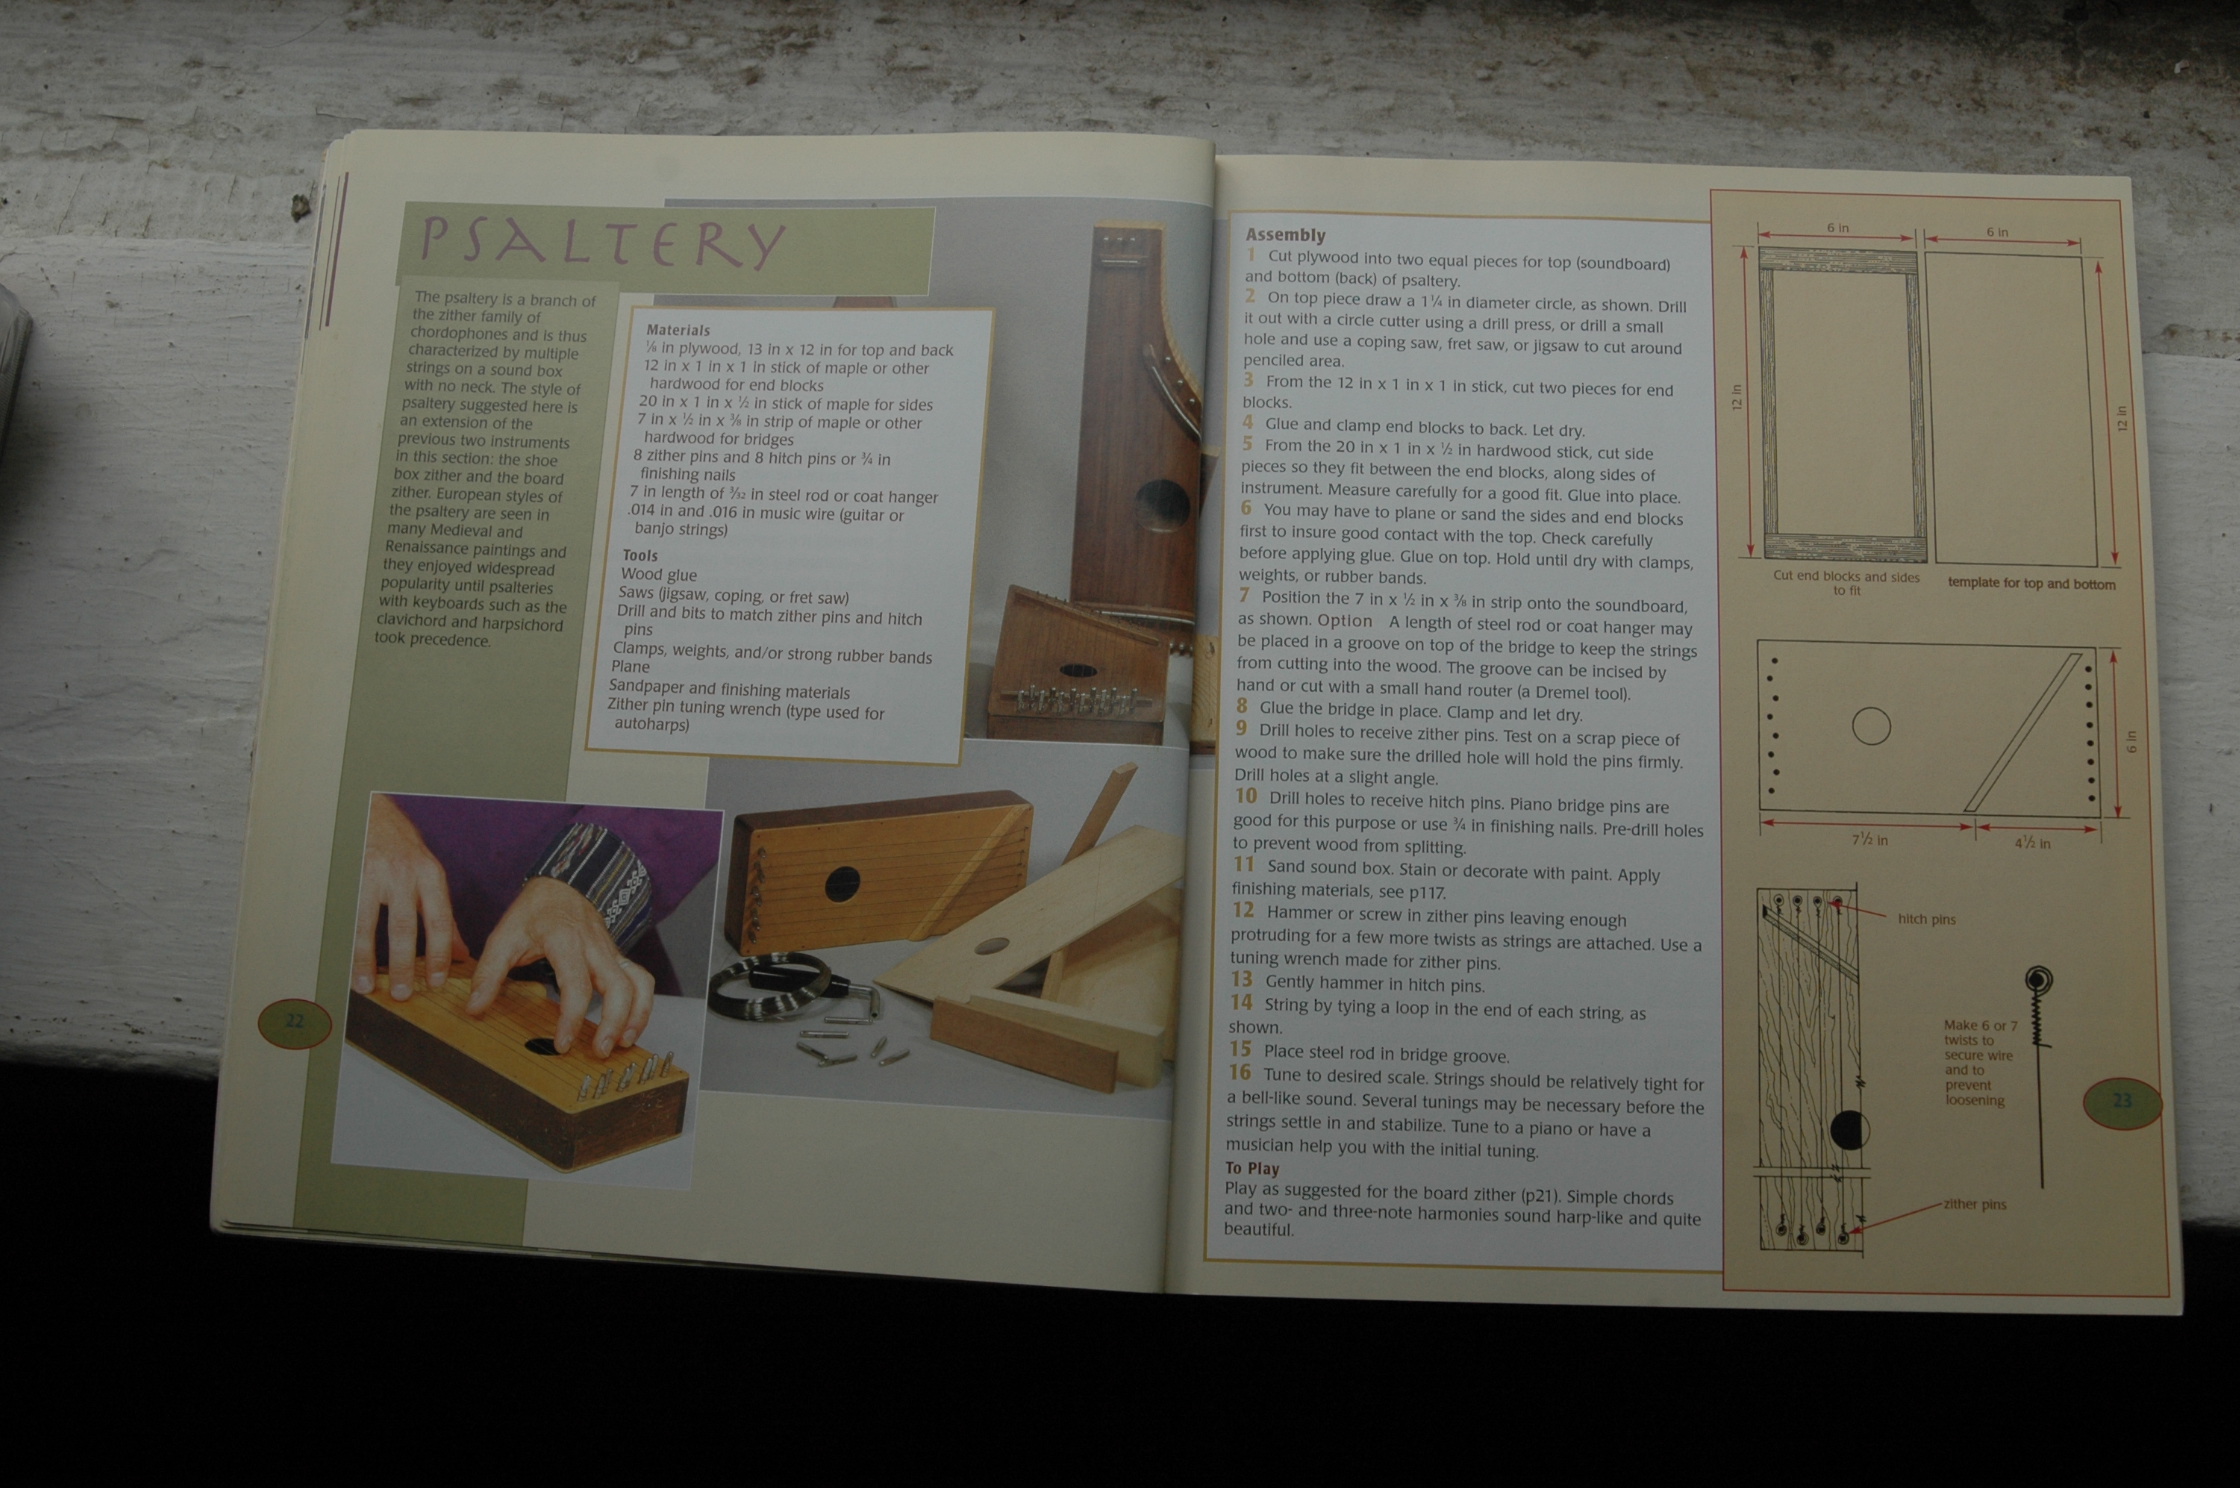 PSALTERY
The psaltery is a branch of
the zither family of
chordophones and is thus
characterized by multiple
strings on a sound box
with no neck. The style of
psaltery suggested here is
an extension of the
previous two instruments
in this section: the shoe
box zither and the board
zither. European styles of
the psaltery are seen in
many Medieval and
Renaissance paintings and
they enjoyed widespread
popularity until psalteries
with keyboards such as the
clavichord and harpsichord
took precedence.
Materials
⅛ in plywood, 13 in x 12 in for top and back
12 in x 1 in x 1 in stick of maple or other
hardwood for end blocks
20 in x 1 in x ½ in stick of maple for sides
7 in x ½ in x ⅜ in strip of maple or other
hardwood for bridges
8 zither pins and 8 hitch pins or ¾ in
finishing nails
7 in length of 3/32 in steel rod or coat hanger
.014 in and .016 in music wire (guitar or
banjo strings)
Tools
Wood glue
Saws (jigsaw, coping, or fret saw)
Drill and bits to match zither pins and hitch
pins
Clamps, weights, and/or strong rubber bands
Plane
Sandpaper and finishing materials
Zither pin tuning wrench (type used for
autoharps)
22
Assembly
1 Cut plywood into two equal pieces for top (soundboard)
and bottom (back) of psaltery.
2 On top piece draw a 1¼ in diameter circle, as shown. Drill
it out with a circle cutter using a drill press, or drill a small
hole and use a coping saw, fret saw, or jigsaw to cut around
penciled area.
3 From the 12 in x 1 in x 1 in stick, cut two pieces for end
blocks.
4 Glue and clamp end blocks to back. Let dry.
5 From the 20 in x 1 in x ½ in hardwood stick, cut side
pieces so they fit between the end blocks, along sides of
instrument. Measure carefully for a good fit. Glue into place.
6 You may have to plane or sand the sides and end blocks
first to insure good contact with the top. Check carefully
before applying glue. Glue on top. Hold until dry with clamps,
weights, or rubber bands.
7 Position the 7 in x ½ in x ⅜ in strip onto the soundboard,
as shown. Option A length of steel rod or coat hanger may
be placed in a groove on top of the bridge to keep the strings
from cutting into the wood. The groove can be incised by
hand or cut with a small hand router (a Dremel tool).
8 Glue the bridge in place. Clamp and let dry.
9 Drill holes to receive zither pins. Test on a scrap piece of
wood to make sure the drilled hole will hold the pins firmly.
Drill holes at a slight angle.
10 Drill holes to receive hitch pins. Piano bridge pins are
good for this purpose or use ¾ in finishing nails. Pre-drill holes
to prevent wood from splitting.
11 Sand sound box. Stain or decorate with paint. Apply
finishing materials, see p117.
12 Hammer or screw in zither pins leaving enough
protruding for a few more twists as strings are attached. Use a
tuning wrench made for zither pins.
13 Gently hammer in hitch pins.
14 String by tying a loop in the end of each string, as
shown.
15 Place steel rod in bridge groove.
16 Tune to desired scale. Strings should be relatively tight for
a bell-like sound. Several tunings may be necessary before the
strings settle in and stabilize. Tune to a piano or have a
musician help you with the initial tuning.
To Play
Play as suggested for the board zither (p21). Simple chords
and two- and three-note harmonies sound harp-like and quite
beautiful.
6 in
6 in
12 in
12 in
Cut end blocks and sides
to fit
template for top and bottom
6 in
7½ in
4½ in
hitch pins
Make 6 or 7
twists to
secure wire
and to
prevent
loosening
zither pins
23